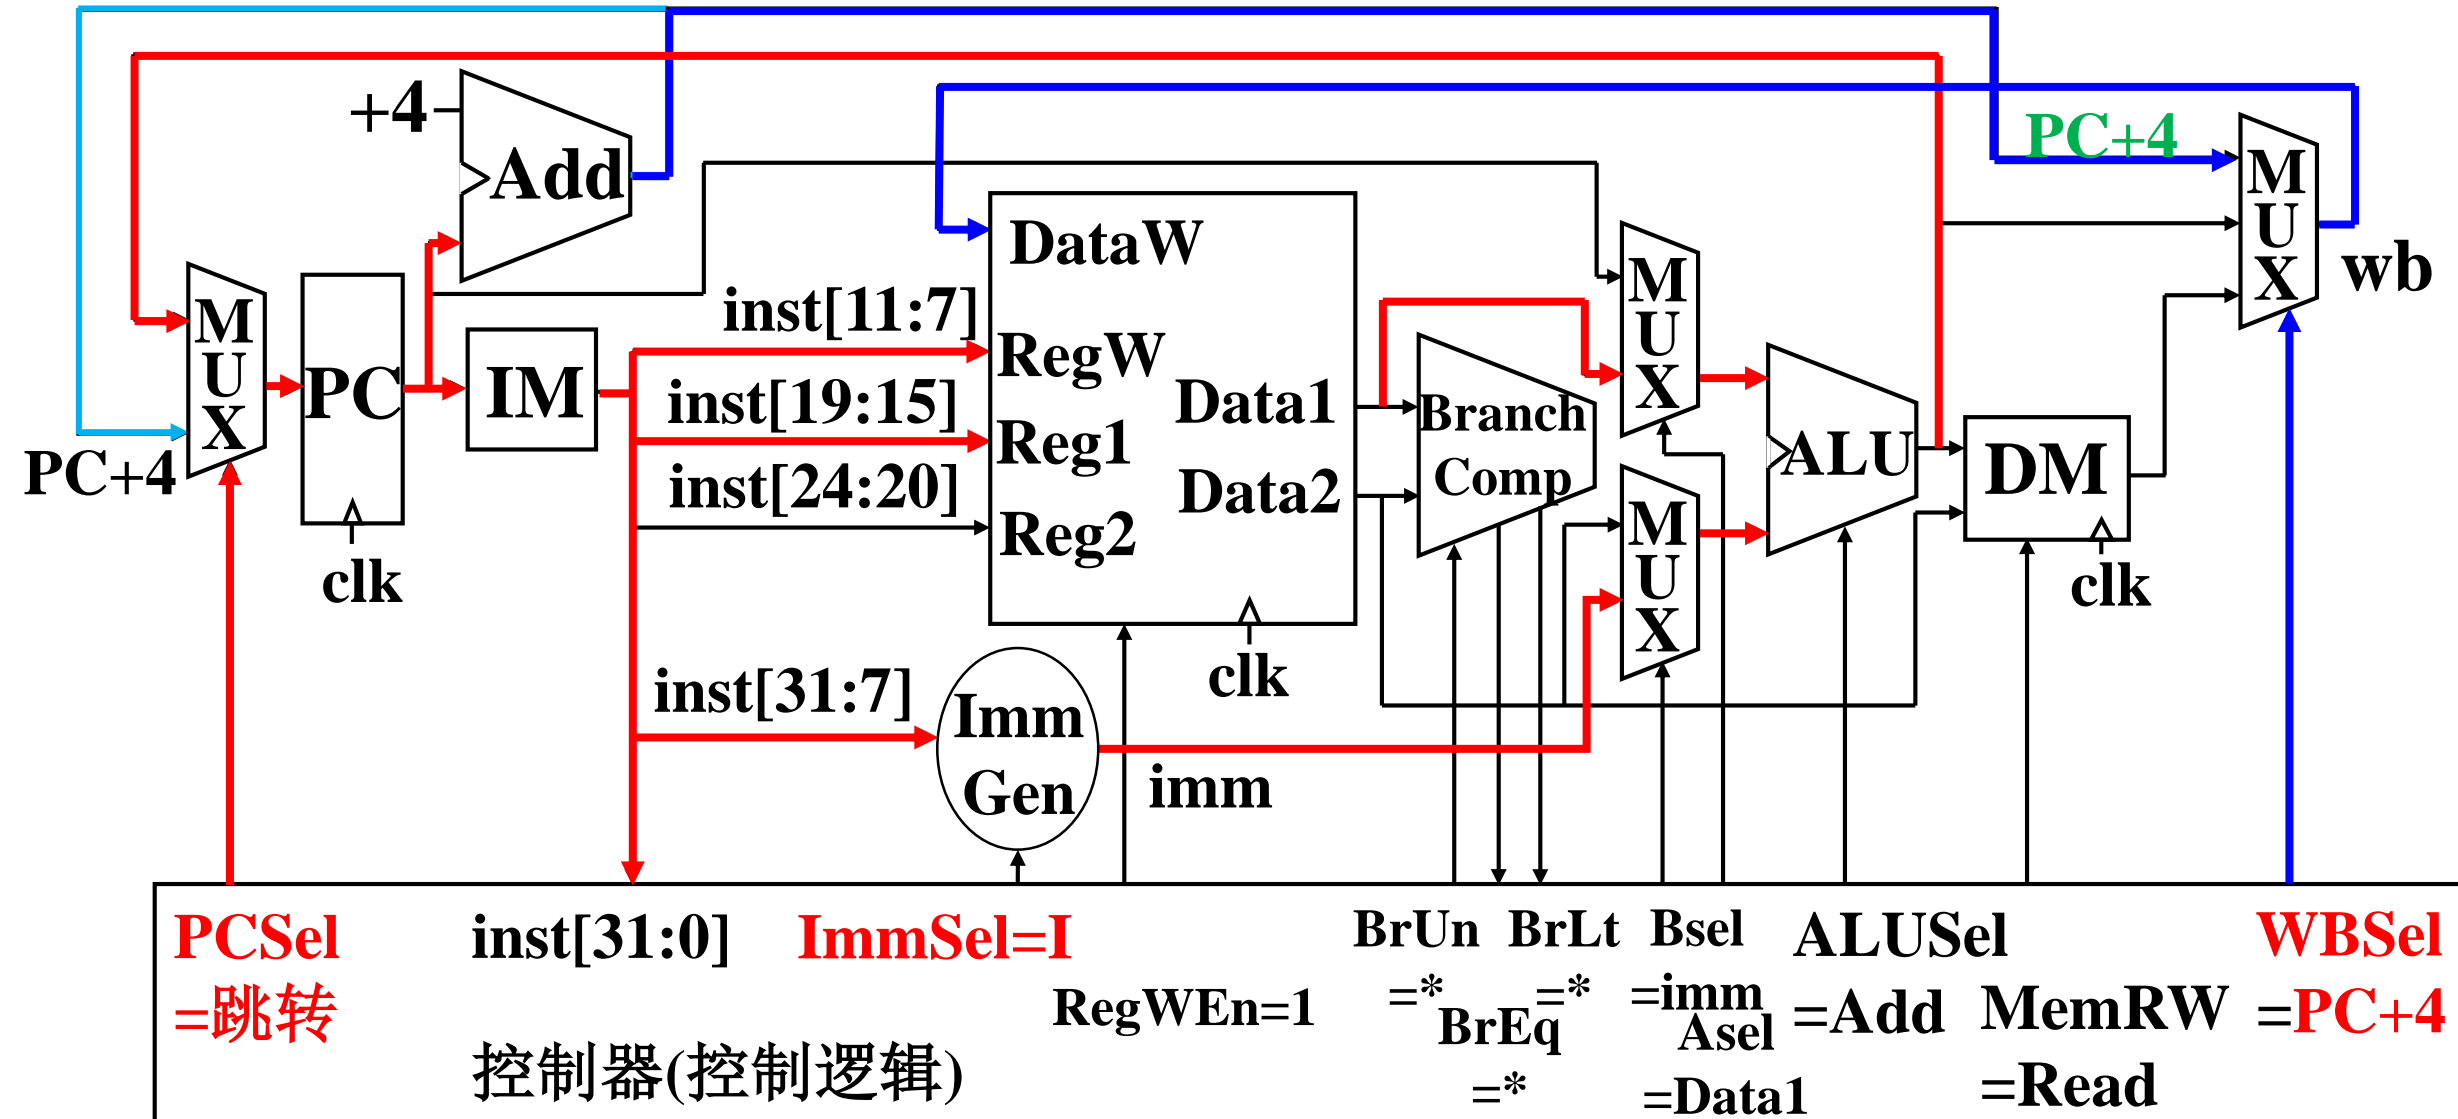 +4
Add
PC+4
M
U
X
wb
DataW
inst[11:7]
RegW
inst[19:15]
Reg1
inst[24:20]
Reg2
Data1
Data2
M
U
X
PC
IM
PC+4
clk
Branch
Comp
M
U
X
M
U
X
ALU
DM
clk
clk
inst[31:7]
Imm
Gen
imm
PCSel
=跳转
inst[31:0]
ImmSel=I
RegWEn=1
BrUn
=*
BrLt
=*
BrEq
=*
Bsel
=imm
Asel
=Data1
ALUSel
=Add
MemRW
=Read
WBSel
=PC+4
控制器(控制逻辑)